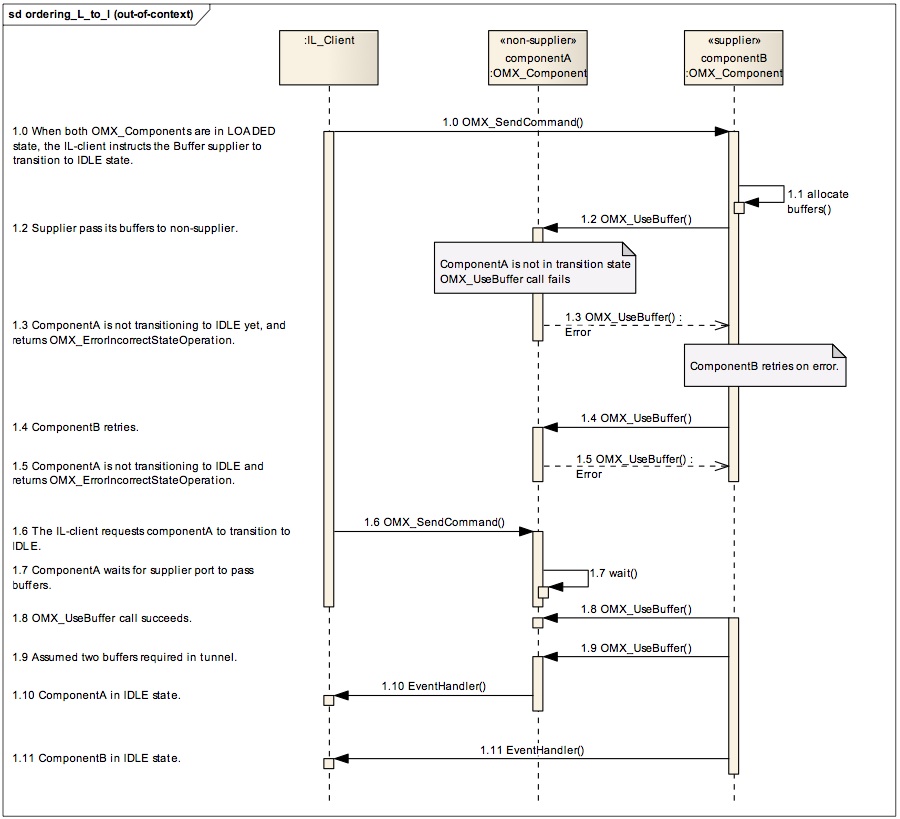 sd ordering_L_to_I (out-of-context)
:IL_Client
«non-supplier»
componentA
:OMX_Component
«supplier»
componentB
:OMX_Component
1.0 When both OMX_Components are in LOADED
state, the IL-client instructs the Buffer supplier to
transition to IDLE state.
1.0 OMX_SendCommand()
1.1 allocate
buffers()
1.2 Supplier pass its buffers to non-supplier.
1.2 OMX_UseBuffer()
ComponentA is not in transition state
OMX_UseBuffer call fails
1.3 ComponentA is not transitioning to IDLE yet, and
returns OMX_ErrorIncorrectStateOperation.
1.3 OMX_UseBuffer() :
Error
ComponentB retries on error.
1.4 ComponentB retries.
1.4 OMX_UseBuffer()
1.5 ComponentA is not transitioning to IDLE and
returns OMX_ErrorIncorrectStateOperation.
1.5 OMX_UseBuffer() :
Error
1.6 The IL-client requests componentA to transition to
IDLE.
1.6 OMX_SendCommand()
1.7 ComponentA waits for supplier port to pass
buffers.
1.7 wait()
1.8 OMX_UseBuffer call succeeds.
1.8 OMX_UseBuffer()
1.9 Assumed two buffers required in tunnel.
1.9 OMX_UseBuffer()
1.10 ComponentA in IDLE state.
1.10 EventHandler()
1.11 ComponentB in IDLE state.
1.11 EventHandler()